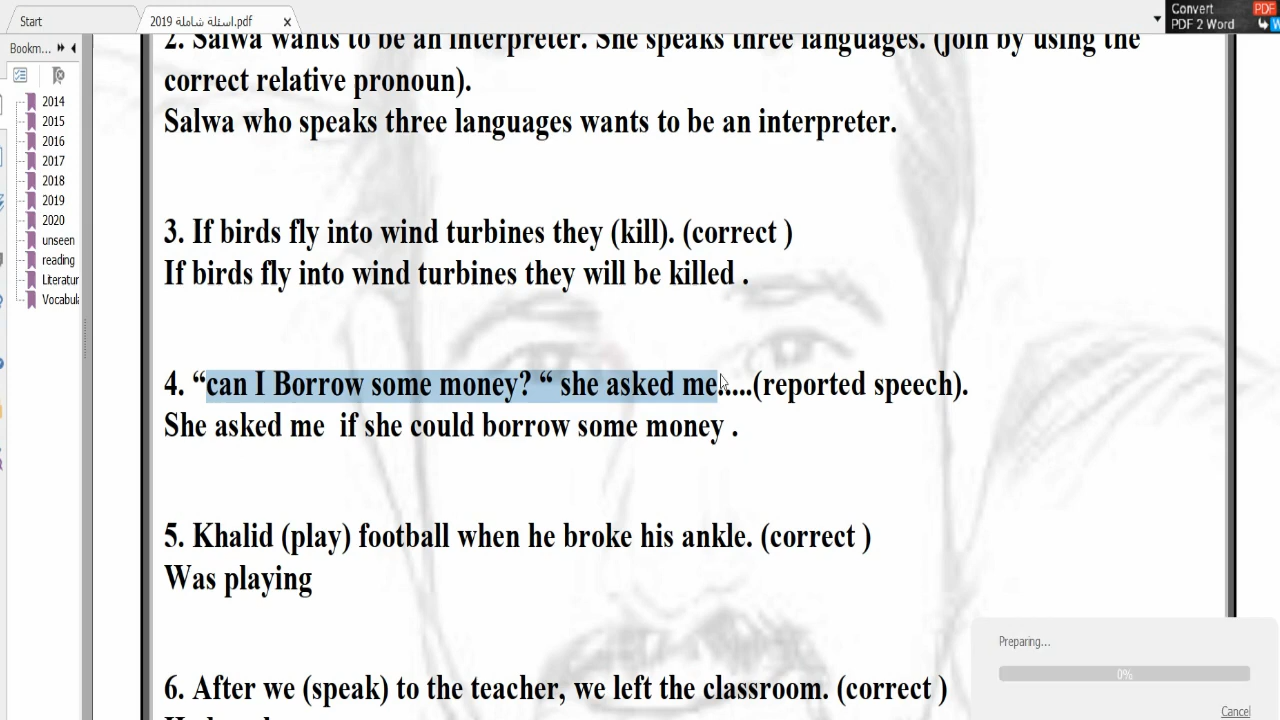 Start
اسئلة شاملة 2019.pdf
Convert
PDF 2 Word
PDF
Bookm...
2014
2015
2016
2017
2018
2019
2020
unseen
reading
Literatur
Vocabula
2. Salwa wants to be an interpreter. She speaks three languages. (join by using the
correct relative pronoun).
Salwa who speaks three languages wants to be an interpreter.
3. If birds fly into wind turbines they (kill). (correct )
If birds fly into wind turbines they will be killed .
4. “can I Borrow some money? “ she asked me.....(reported speech).
She asked me if she could borrow some money .
5. Khalid (play) football when he broke his ankle. (correct )
Was playing
6. After we (speak) to the teacher, we left the classroom. (correct )
Preparing...
0%
Cancel